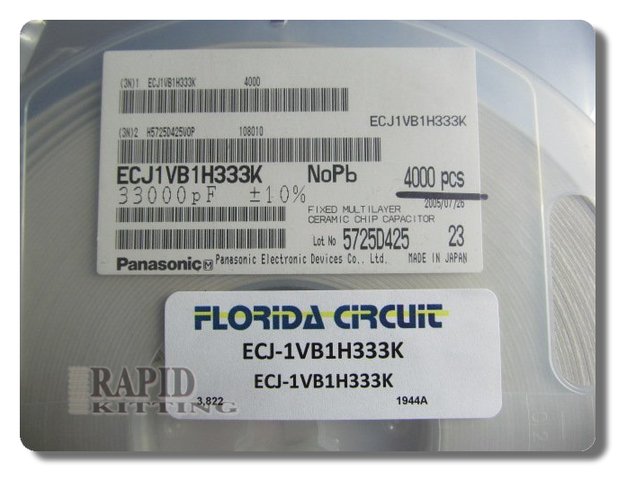 (3N)1 ECJ1VB1H333K 4000
ECJ1VB1H333K
(3N)2 H5725D425VOP 108010
ECJ1VB1H333K NoPb 4000 pcs
33000pF ±10% 2005/07/26
FIXED MULTILAYER
CERAMIC CHIP CAPACITOR
Lot No 5725D425 23
Panasonic M Panasonic Electronic Devices Co., Ltd. MADE IN JAPAN
FLORIDA CIRCUIT
ECJ-1VB1H333K
ECJ-1VB1H333K
3,822 1944A
RAPID
KITTING